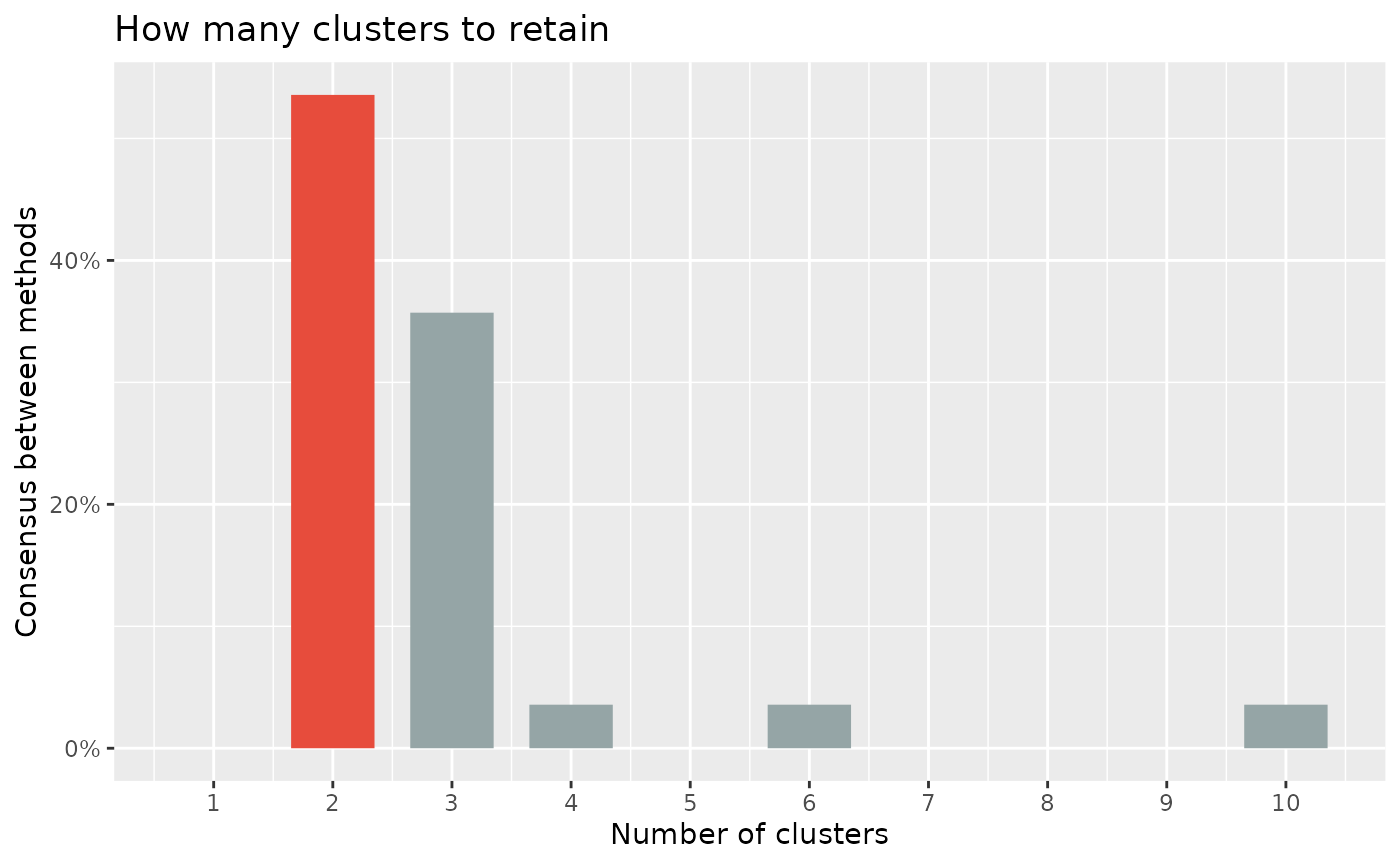 How many clusters to retain
Consensus between methods
40%
20%
0%
1 2 3 4 5 6 7 8 9 10
Number of clusters